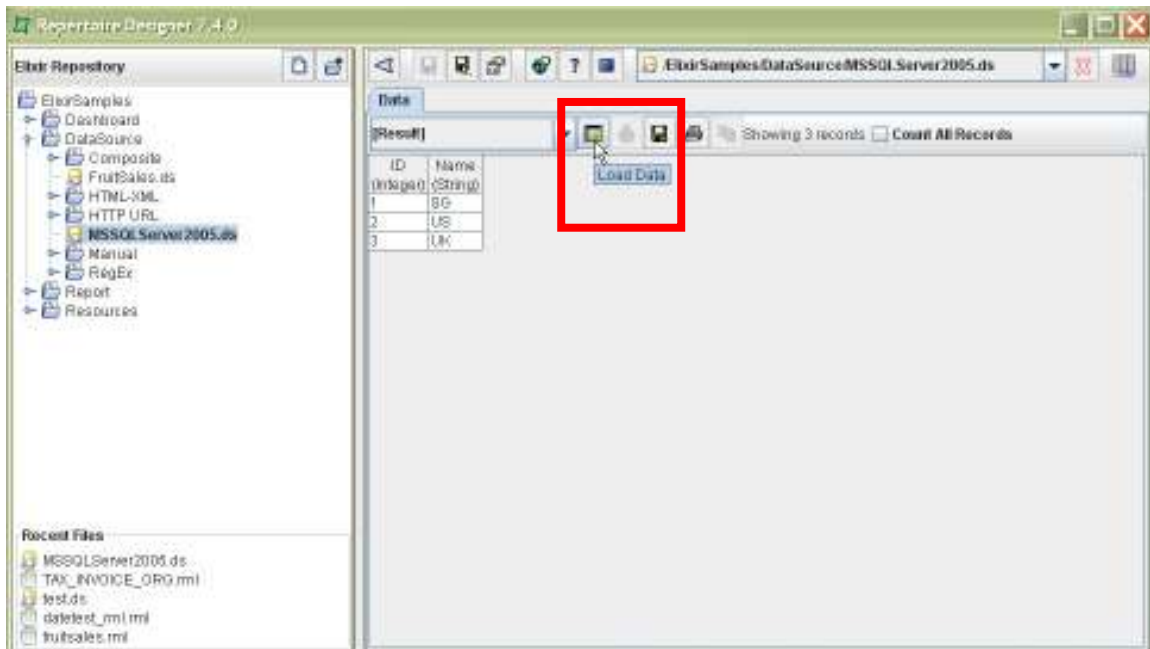 Repertoire Designer 7.4.0
Elixir Repository
ElixirSamples
Dashboard
DataSource
Composite
FruitSales.ds
HTML-XML
HTTP URL
MSSQLServer2005.ds
Manual
RegEx
Report
Resources
Recent Files
MSSQLServer2005.ds
TAX_INVOICE_ORG.rml
test.ds
datetest_rml.rml
fruitsales.rml
/ElixirSamples/DataSource/MSSQLServer2005.ds
Data
[Result]
Showing 3 records Count All Records
Load Data
ID Name
(Integer) (String)
1 SG
2 US
3 UK